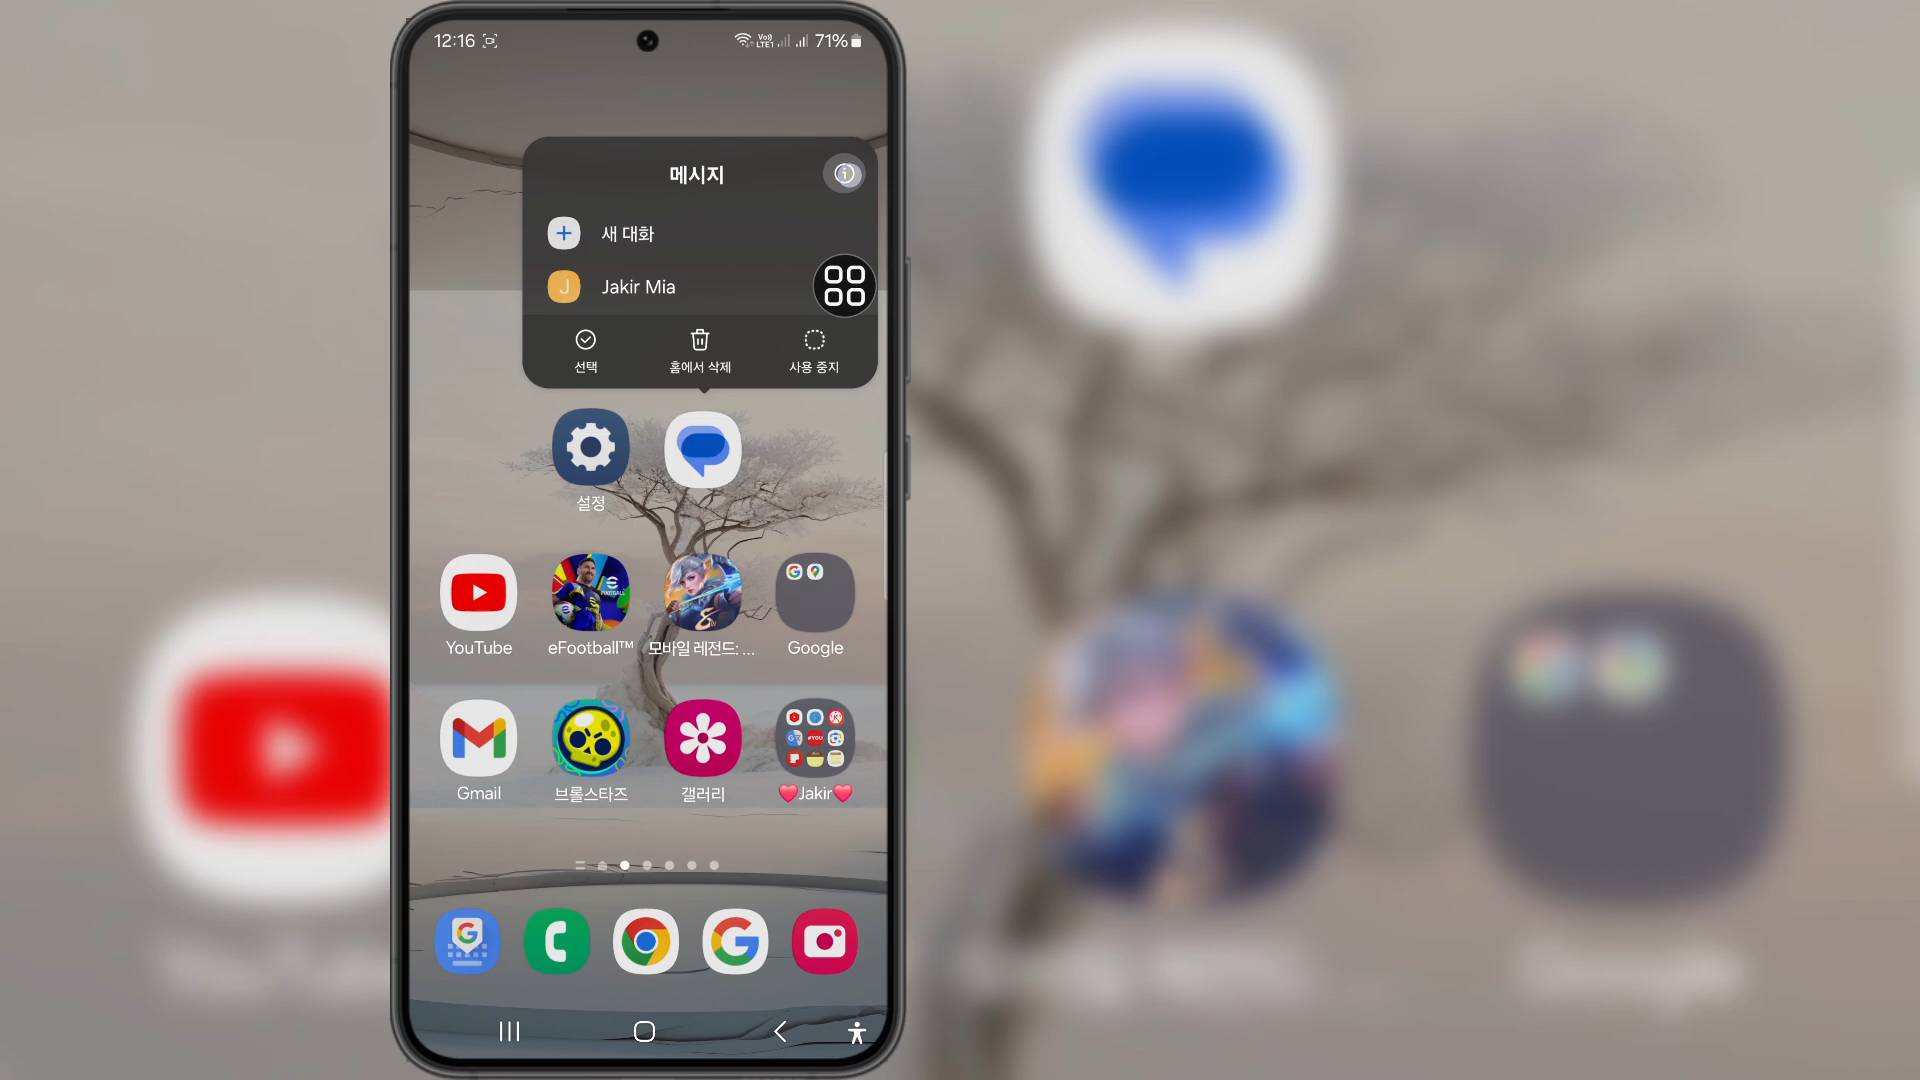 12:16
Vo)) LTE1 71%
메시지
새 대화
J Jakir Mia
선택 홈에서 삭제 사용 중지
설정
YouTube eFootball™ 모바일 레전드: ... Google
Gmail 브롤스타즈 갤러리 ❤Jakir❤